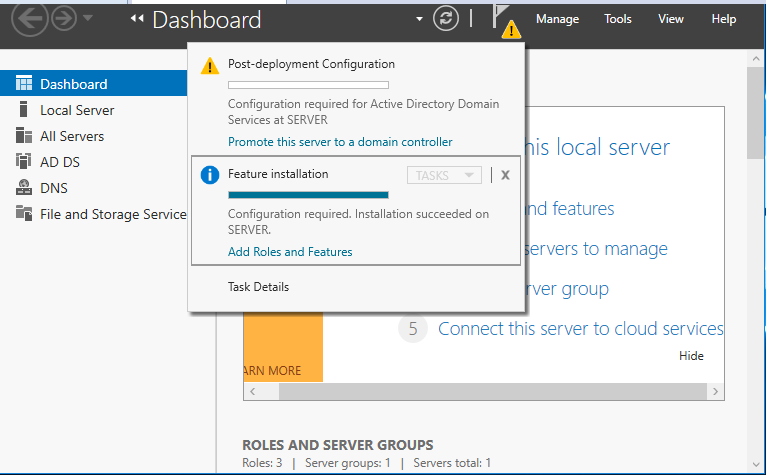 Dashboard
Manage Tools View Help
Dashboard
Local Server
All Servers
AD DS
DNS
File and Storage Service
Post-deployment Configuration
Configuration required for Active Directory Domain
Services at SERVER
Promote this server to a domain controller
Feature installation
TASKS
X
Configuration required. Installation succeeded on
SERVER.
Add Roles and Features
Task Details
his local server
nd features
servers to manage
rver group
5 Connect this server to cloud services
Hide
ARN MORE
ROLES AND SERVER GROUPS
Roles: 3 | Server groups: 1 | Servers total: 1